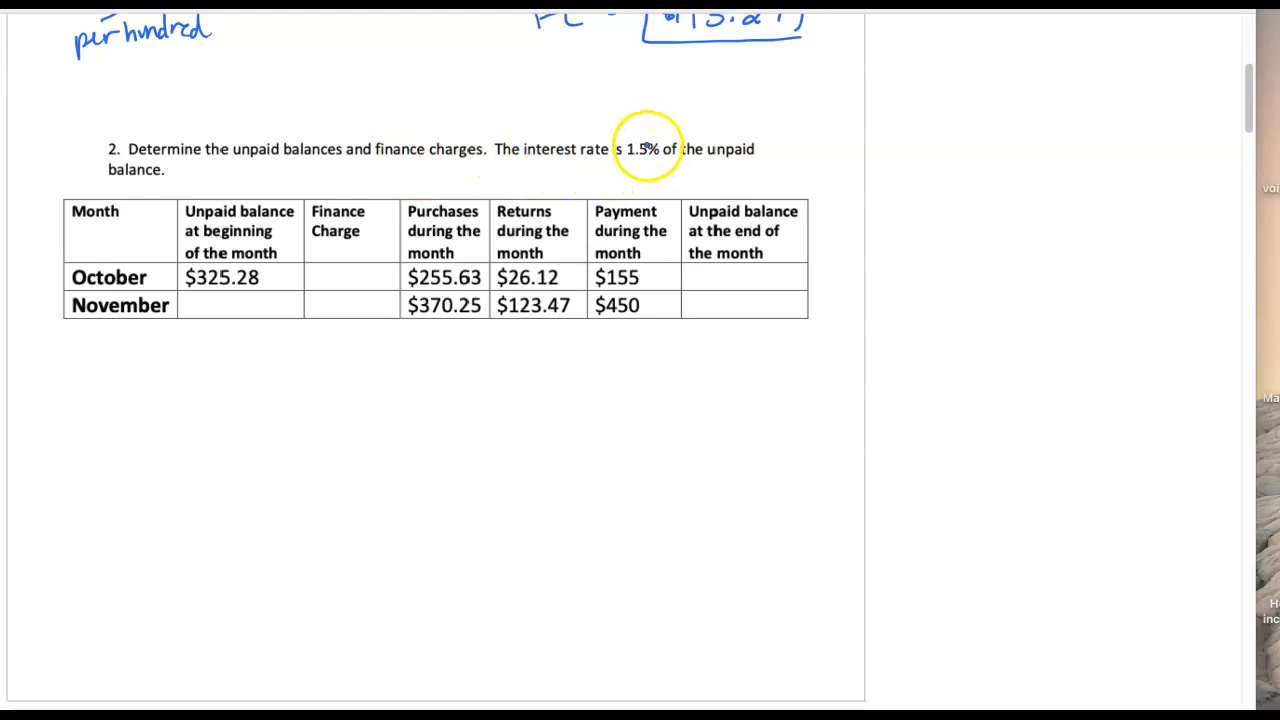 per hundred
2. Determine the unpaid balances and finance charges. The interest rate is 1.5% of the unpaid
balance.
Month Unpaid balance at beginning of the month Finance Charge Purchases during the month Returns during the month Payment during the month Unpaid balance at the end of the month
October $325.28 $255.63 $26.12 $155
November $370.25 $123.47 $450